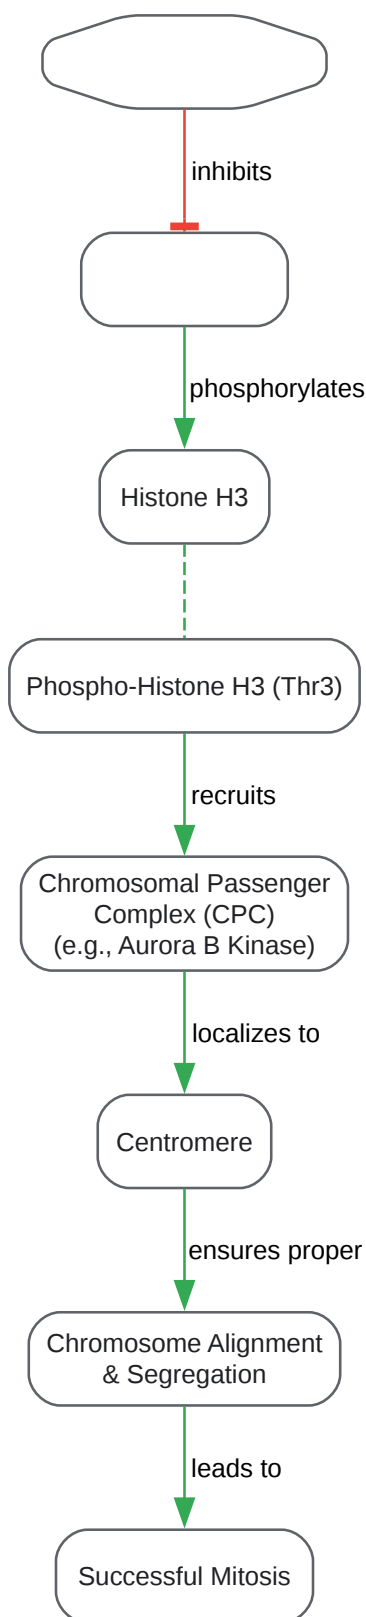 inhibits
phosphorylates
Histone H3
Phospho-Histone H3 (Thr3)
recruits
Chromosomal Passenger
Complex (CPC)
(e.g., Aurora B Kinase)
localizes to
Centromere
ensures proper
Chromosome Alignment
& Segregation
leads to
Successful Mitosis